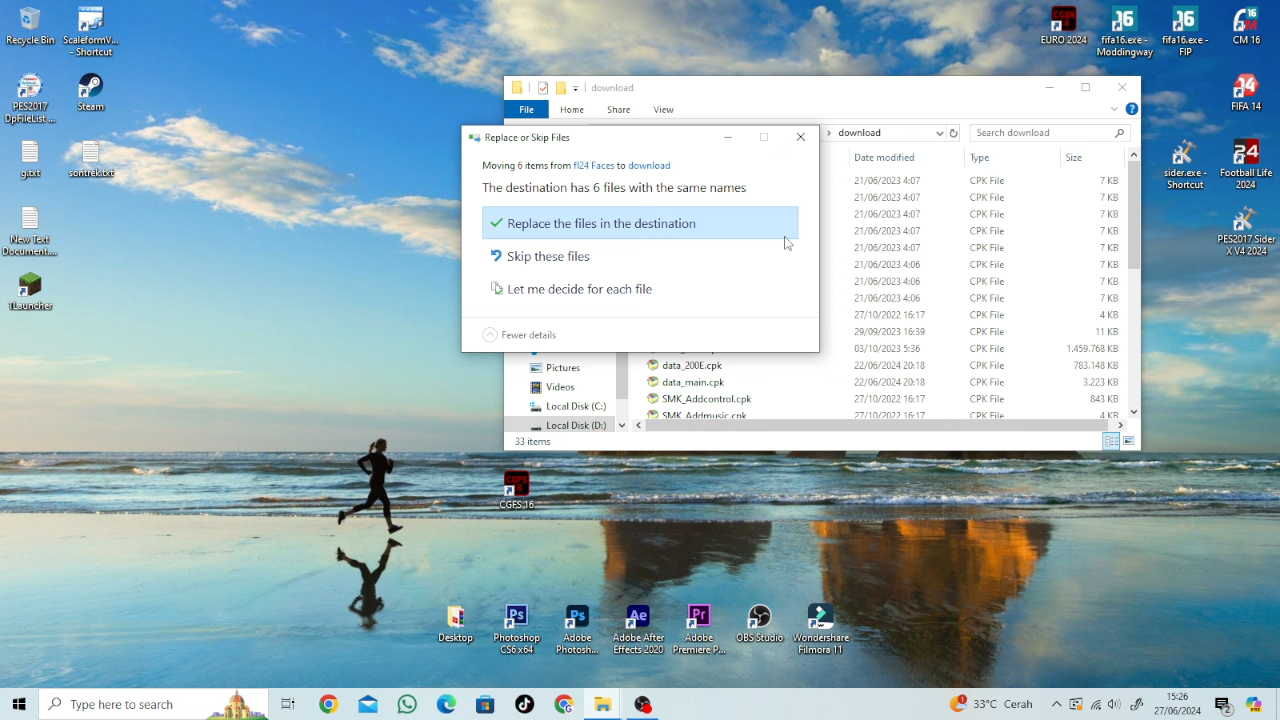 Recycle Bin
ScaleformV...
- Shortcut
PES2017
DpFileList ...
Steam
g.txt
sontrek.txt
New Text
Document....
TLauncher
EURO 2024
fifa16.exe -
Moddingway
fifa16.exe -
FIP
CM 16
FIFA 14
sider.exe -
Shortcut
Football Life
2024
PES2017 Sider
X V4 2024
download
File
Home
Share
View
download
Search download
Date modified
Type
Size
21/06/2023 4:07
CPK File
7 KB
21/06/2023 4:07
CPK File
7 KB
21/06/2023 4:07
CPK File
7 KB
21/06/2023 4:07
CPK File
7 KB
21/06/2023 4:07
CPK File
7 KB
21/06/2023 4:06
CPK File
7 KB
21/06/2023 4:06
CPK File
7 KB
21/06/2023 4:06
CPK File
7 KB
27/10/2022 16:17
CPK File
4 KB
29/09/2023 16:39
CPK File
11 KB
03/10/2023 5:36
CPK File
1.459.768 KB
data_200E.cpk
22/06/2024 20:18
CPK File
783.148 KB
data_main.cpk
22/06/2024 20:18
CPK File
3.223 KB
SMK_Addcontrol.cpk
27/10/2022 16:17
CPK File
843 KB
SMK_Addmusic.cpk
27/10/2022 16:17
CPK File
4 KB
Pictures
Videos
Local Disk (C:)
Local Disk (D:)
33 items
Replace or Skip Files
Moving 6 items from fl24 Faces to download
The destination has 6 files with the same names
Replace the files in the destination
Skip these files
Let me decide for each file
Fewer details
CGFS 16
Desktop
Photoshop
CS6 x64
Adobe
Photosh...
Adobe After
Effects 2020
Adobe
Premiere P...
OBS Studio
Wondershare
Filmora 11
Type here to search
33°C Cerah
15:26
27/06/2024